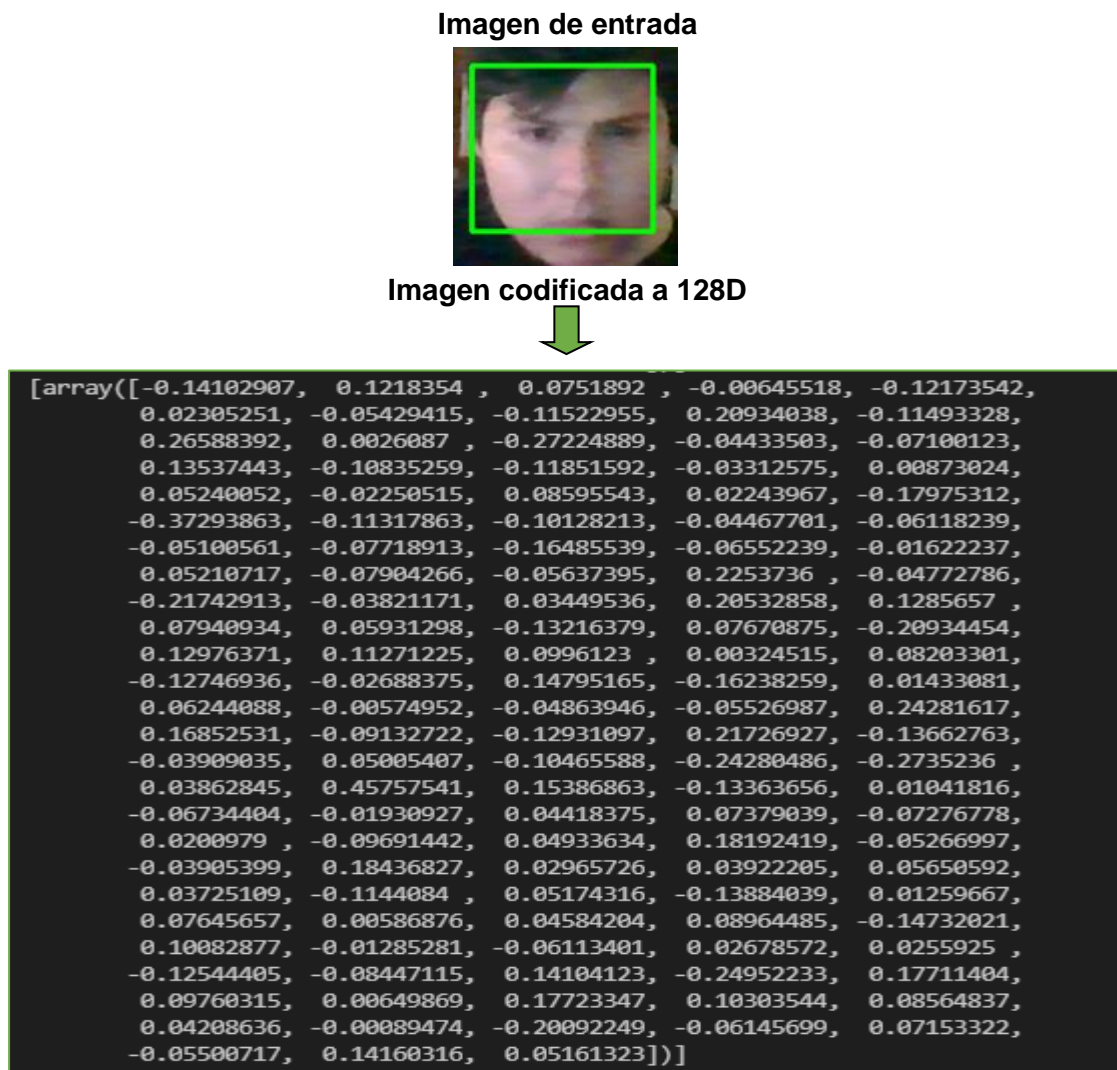 Imagen de entrada
Imagen codificada a 128D
[array([-0.14102907, 0.1218354 , 0.0751892 , -0.00645518, -0.12173542,
0.02305251, -0.05429415, -0.11522955, 0.20934038, -0.11493328,
0.26588392, 0.0026087 , -0.27224889, -0.04433503, -0.07100123,
0.13537443, -0.10835259, -0.11851592, -0.03312575, 0.00873024,
0.05240052, -0.02250515, 0.08595543, 0.02243967, -0.17975312,
-0.37293863, -0.11317863, -0.10128213, -0.04467701, -0.06118239,
-0.05100561, -0.07718913, -0.16485539, -0.06552239, -0.01622237,
0.05210717, -0.07904266, -0.05637395, 0.2253736 , -0.04772786,
-0.21742913, -0.03821171, 0.03449536, 0.20532858, 0.1285657 ,
0.07940934, 0.05931298, -0.13216379, 0.07670875, -0.20934454,
0.12976371, 0.11271225, 0.0996123 , 0.00324515, 0.08203301,
-0.12746936, -0.02688375, 0.14795165, -0.16238259, 0.01433081,
0.06244088, -0.00574952, -0.04863946, -0.05526987, 0.24281617,
0.16852531, -0.09132722, -0.12931097, 0.21726927, -0.13662763,
-0.03909035, 0.05005407, -0.10465588, -0.24280486, -0.2735236 ,
0.03862845, 0.45757541, 0.15386863, -0.13363656, 0.01041816,
-0.06734404, -0.01930927, 0.04418375, 0.07379039, -0.07276778,
0.0200979 , -0.09691442, 0.04933634, 0.18192419, -0.05266997,
-0.03905399, 0.18436827, 0.02965726, 0.03922205, 0.05650592,
0.03725109, -0.1144084 , 0.05174316, -0.13884039, 0.01259667,
0.07645657, 0.00586876, 0.04584204, 0.08964485, -0.14732021,
0.10082877, -0.01285281, -0.06113401, 0.02678572, 0.0255925 ,
-0.12544405, -0.08447115, 0.14104123, -0.24952233, 0.17711404,
0.09760315, 0.00649869, 0.17723347, 0.10303544, 0.08564837,
0.04208636, -0.00089474, -0.20092249, -0.06145699, 0.07153322,
-0.05500717, 0.14160316, 0.05161323])]